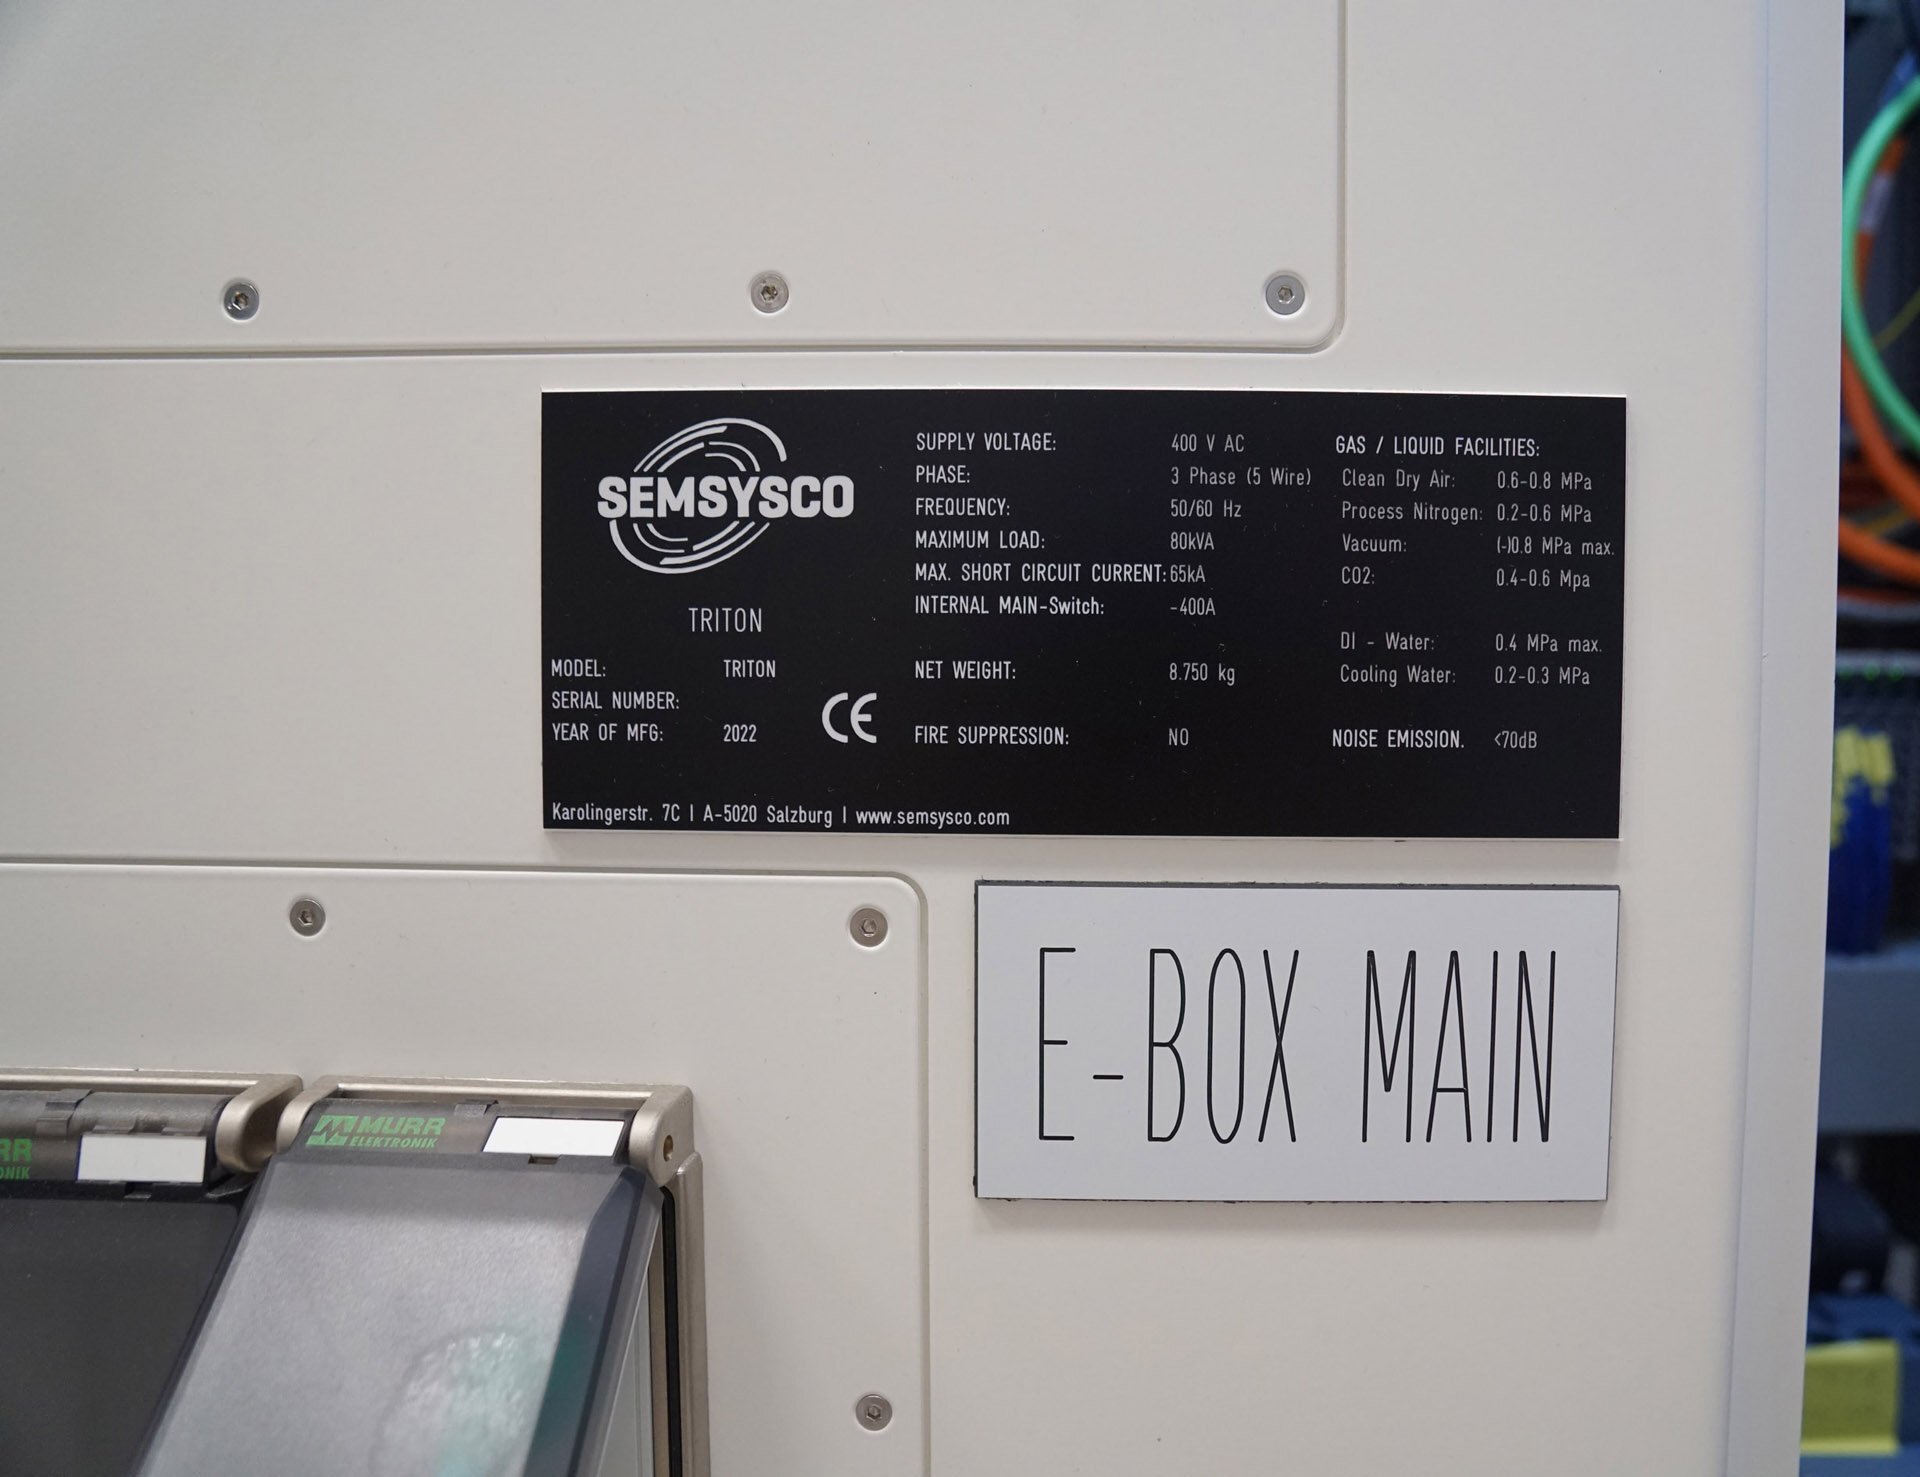 SEMSYSCO
TRITON
MODEL: TRITON
SERIAL NUMBER:
YEAR OF MFG: 2022
CE
SUPPLY VOLTAGE: 400 V AC
PHASE: 3 Phase (5 Wire)
FREQUENCY: 50/60 Hz
MAXIMUM LOAD: 80kVA
MAX. SHORT CIRCUIT CURRENT: 65kA
INTERNAL MAIN-Switch: -400A
NET WEIGHT: 8.750 kg
FIRE SUPPRESSION: NO
GAS / LIQUID FACILITIES:
Clean Dry Air: 0.6-0.8 MPa
Process Nitrogen: 0.2-0.6 MPa
Vacuum: (-)0.8 MPa max.
CO2: 0.4-0.6 Mpa
DI - Water: 0.4 MPa max.
Cooling Water: 0.2-0.3 MPa
NOISE EMISSION. <70dB
Karolingerstr. 7C | A-5020 Salzburg | www.semsysco.com
E-BOX MAIN
MURR
ELEKTRONIK